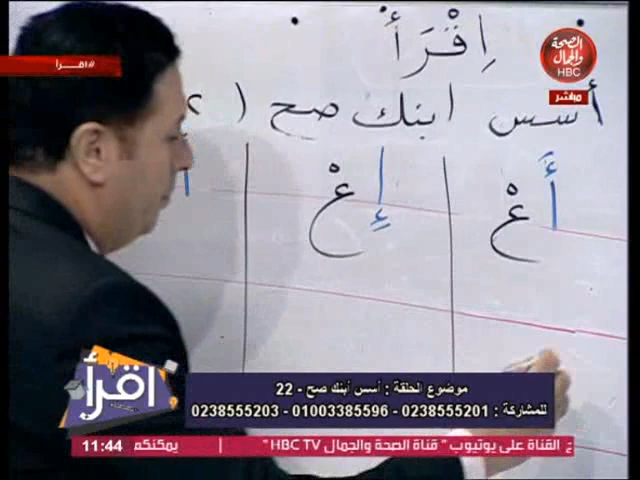 اِقْرَأ
أسس ابنك صح (
أَ غْ
إِ غْ
الصحة
والجمال
HBC
مباشر
#اقرأ
اقرأ
موضوع الحلقة : أسس أبنك صح - 22
للمشاركة : 0238555201 - 01003385596 - 0238555203
ج القناة على يوتيوب" قناة الصحة والجمال HBC TV"
يمكنكم
11:44